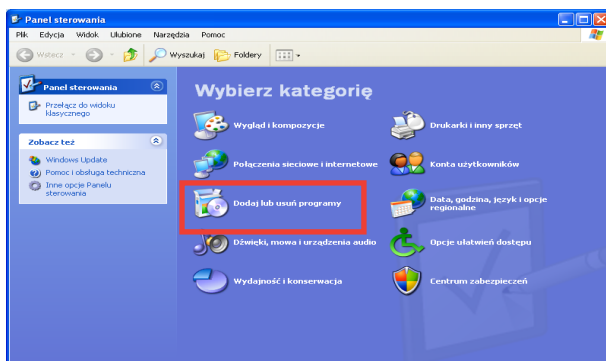 Panel sterowania
Plik Edycja Widok Ulubione Narzędzia Pomoc
Wstecz Wyszukaj Foldery
Panel sterowania
Przełącz do widoku
klasycznego
Zobacz też
Windows Update
Pomoc i obsługa techniczna
Inne opcje Panelu
sterowania
Wybierz kategorię
Wygląd i kompozycje
Drukarki i inny sprzęt
Połączenia sieciowe i internetowe
Konta użytkowników
Dodaj lub usuń programy
Data, godzina, język i opcje
regionalne
Dźwięki, mowa i urządzenia audio
Opcje ułatwień dostępu
Wydajność i konserwacja
Centrum zabezpieczeń